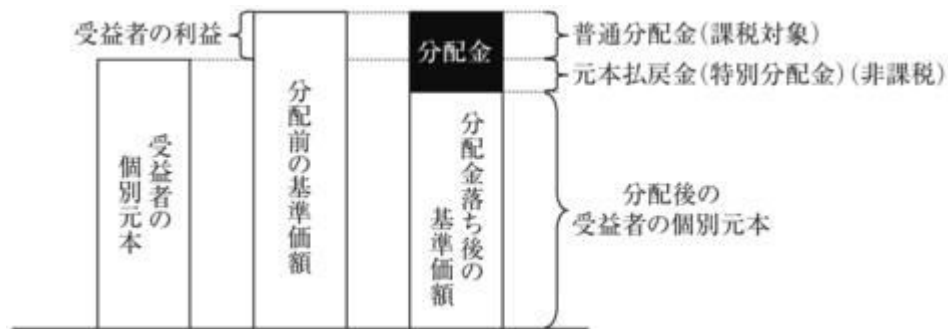 受益者の利益
受益者の
個別元本
分配前の基準価額
分配金
分配金落ち後の
基準価額
普通分配金(課税対象)
元本払戻金(特別分配金)(非課税)
分配後の
受益者の個別元本